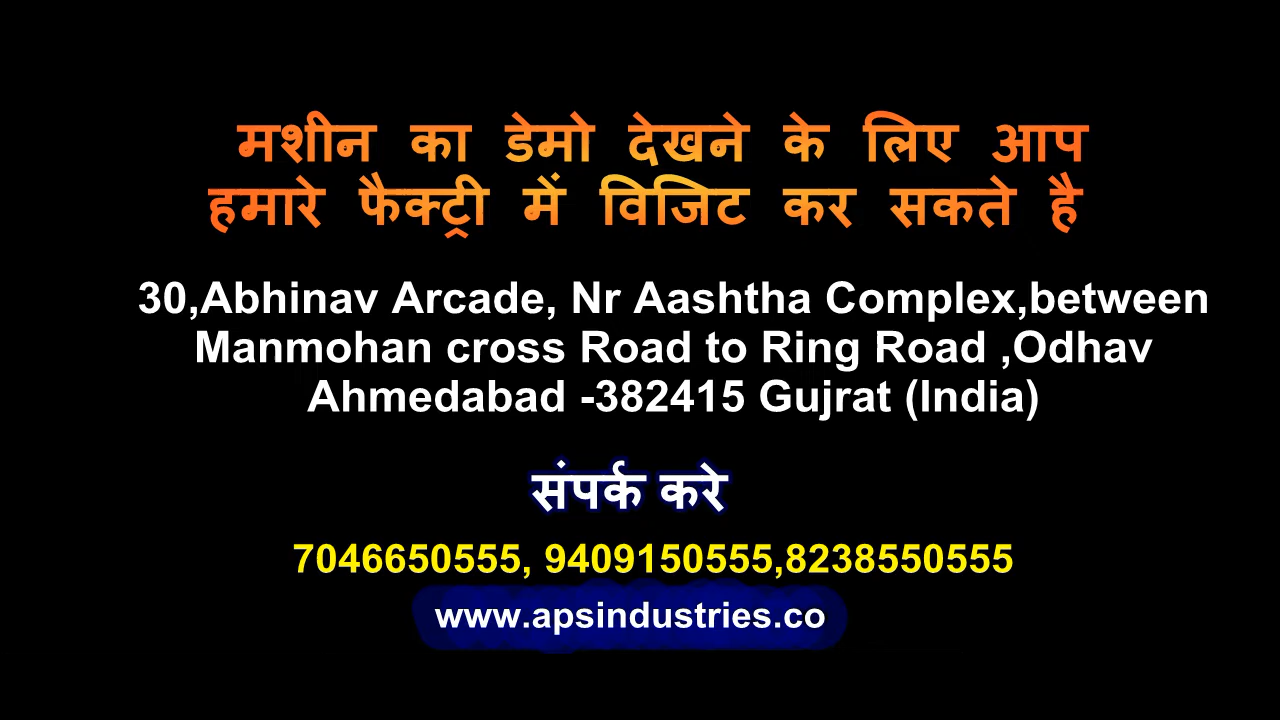 मशीन का डेमो देखने के लिए आप
हमारे फैक्ट्री में विजिट कर सकते है
30,Abhinav Arcade, Nr Aashtha Complex,between
Manmohan cross Road to Ring Road ,Odhav
Ahmedabad -382415 Gujrat (India)
संपर्क करे
7046650555, 9409150555,8238550555
www.apsindustries.co